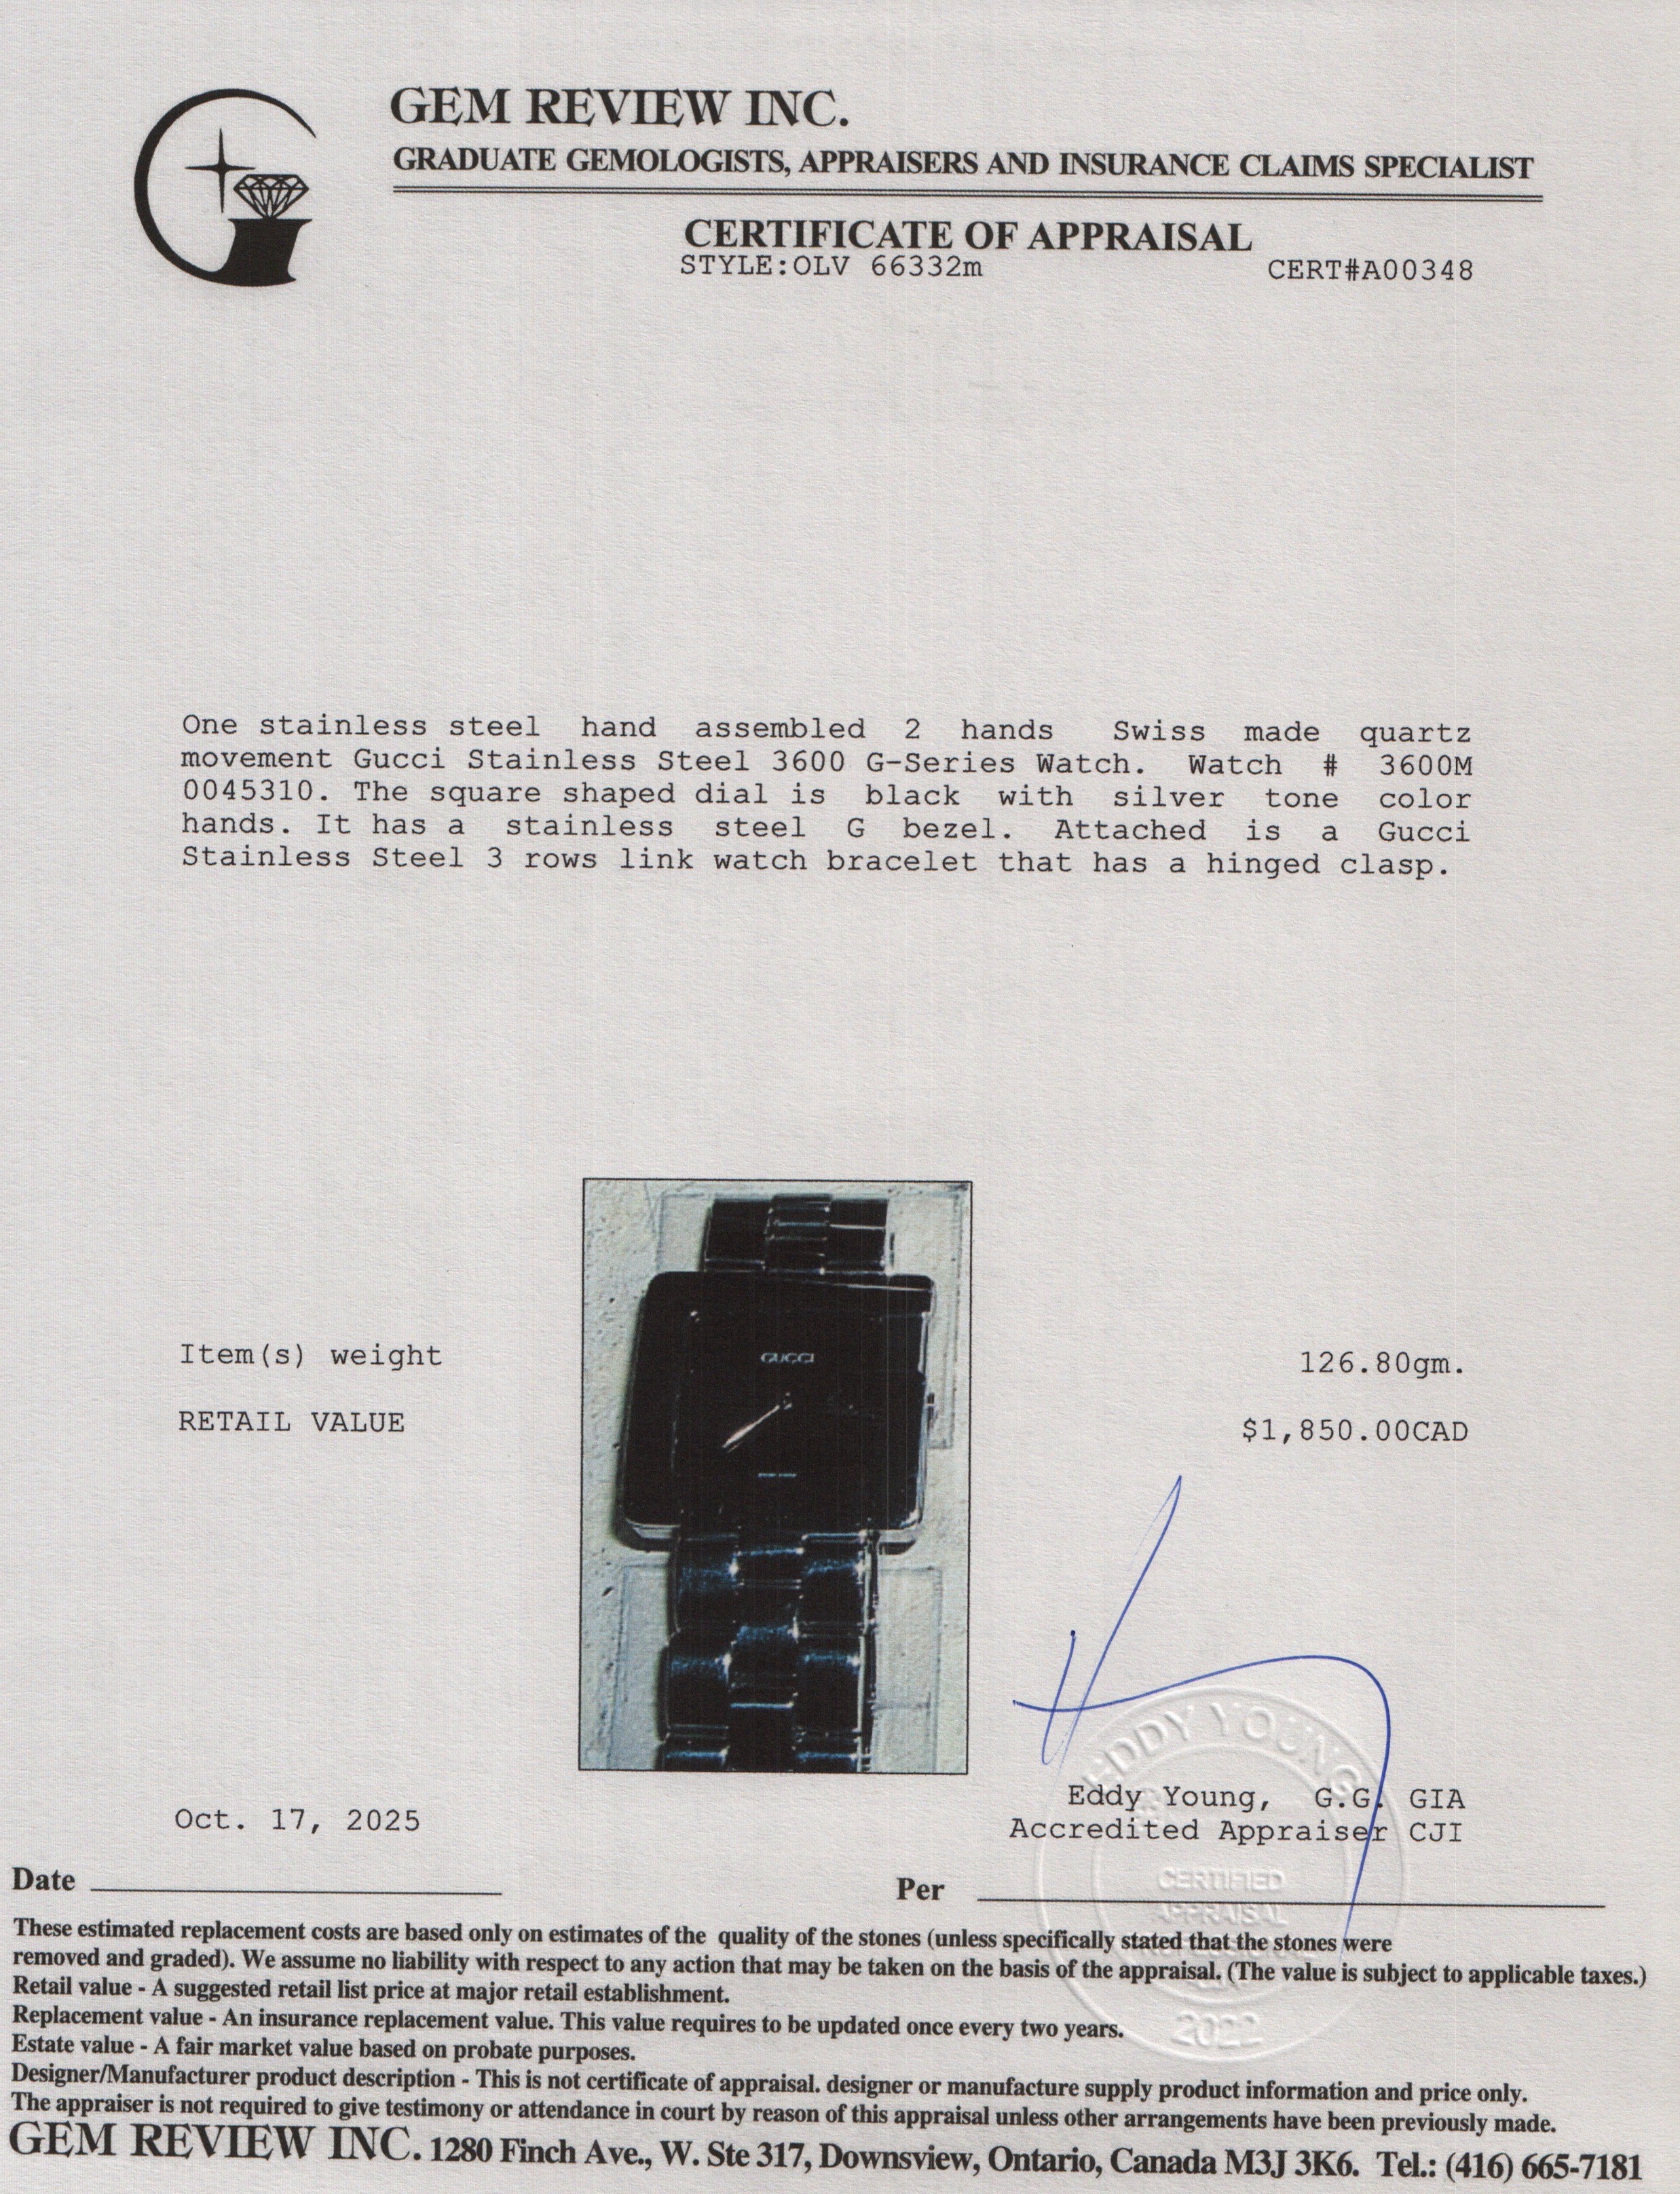 GEM REVIEW INC.
GRADUATE GEMOLOGISTS, APPRAISERS AND INSURANCE CLAIMS SPECIALIST
CERTIFICATE OF APPRAISAL
STYLE:OLV 66332m
CERT#A00348
One stainless steel hand assembled 2 hands Swiss made quartz
movement Gucci Stainless Steel 3600 G-Series Watch. Watch # 3600M
0045310. The square shaped dial is black with silver tone color
hands. It has a stainless steel G bezel. Attached is a Gucci
Stainless Steel 3 rows link watch bracelet that has a hinged clasp.
GUCCI
Item(s) weight 126.80gm.
RETAIL VALUE $1,850.00CAD
EDDY YOUNG
Eddy Young, G.G. GIA
Oct. 17, 2025
Accredited Appraiser CJI
CERTIFIED
APPRAISAL
Date
Per
These estimated replacement costs are based only on estimates of the quality of the stones (unless specifically stated that the stones were
removed and graded). We assume no liability with respect to any action that may be taken on the basis of the appraisal. (The value is subject to applicable taxes.)
Retail value - A suggested retail list price at major retail establishment.
Replacement value - An insurance replacement value. This value requires to be updated once every two years.
2022
Estate value - A fair market value based on probate purposes.
Designer/Manufacturer product description - This is not certificate of appraisal. designer or manufacture supply product information and price only.
The appraiser is not required to give testimony or attendance in court by reason of this appraisal unless other arrangements have been previously made.
GEM REVIEW INC. 1280 Finch Ave., W. Ste 317, Downsview, Ontario, Canada M3J 3K6. Tel.: (416) 665-7181